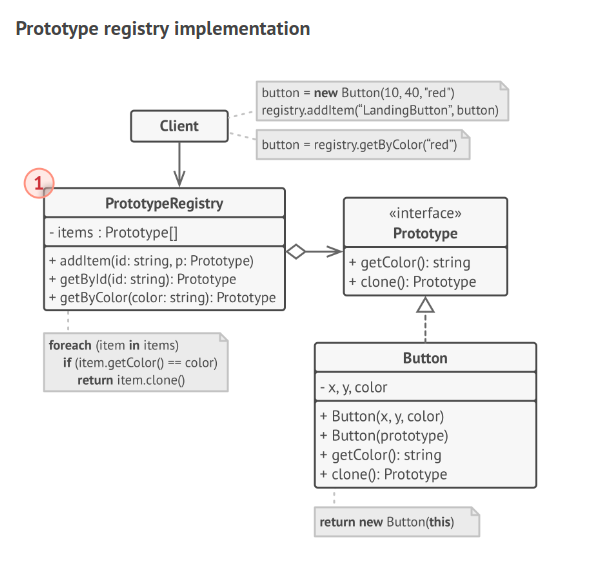 Prototype registry implementation
button = new Button(10, 40, "red")
registry.addItem(“LandingButton”, button)
Client
button = registry.getByColor(“red”)
1
PrototypeRegistry
- items : Prototype[]
+ addItem(id: string, p: Prototype)
+ getById(id: string): Prototype
+ getByColor(color: string): Prototype
«interface»
Prototype
+ getColor(): string
+ clone(): Prototype
foreach (item in items)
if (item.getColor() == color)
return item.clone()
Button
- x, y, color
+ Button(x, y, color)
+ Button(prototype)
+ getColor(): string
+ clone(): Prototype
return new Button(this)